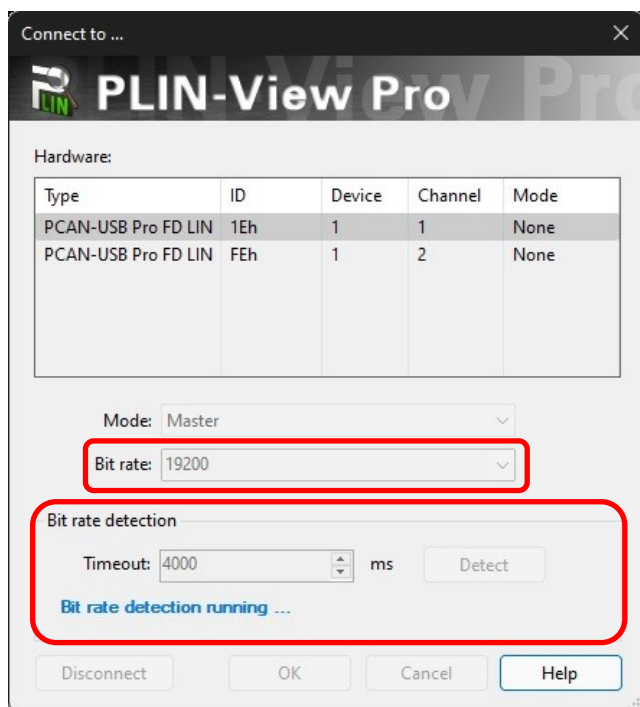 Connect to ...
PLIN-View Pro
Hardware:
Type ID Device Channel Mode
PCAN-USB Pro FD LIN 1Eh 1 1 None
PCAN-USB Pro FD LIN FEh 1 2 None
Mode: Master
Bit rate: 19200
Bit rate detection
Timeout: 4000 ms Detect
Bit rate detection running ...
Disconnect OK Cancel Help